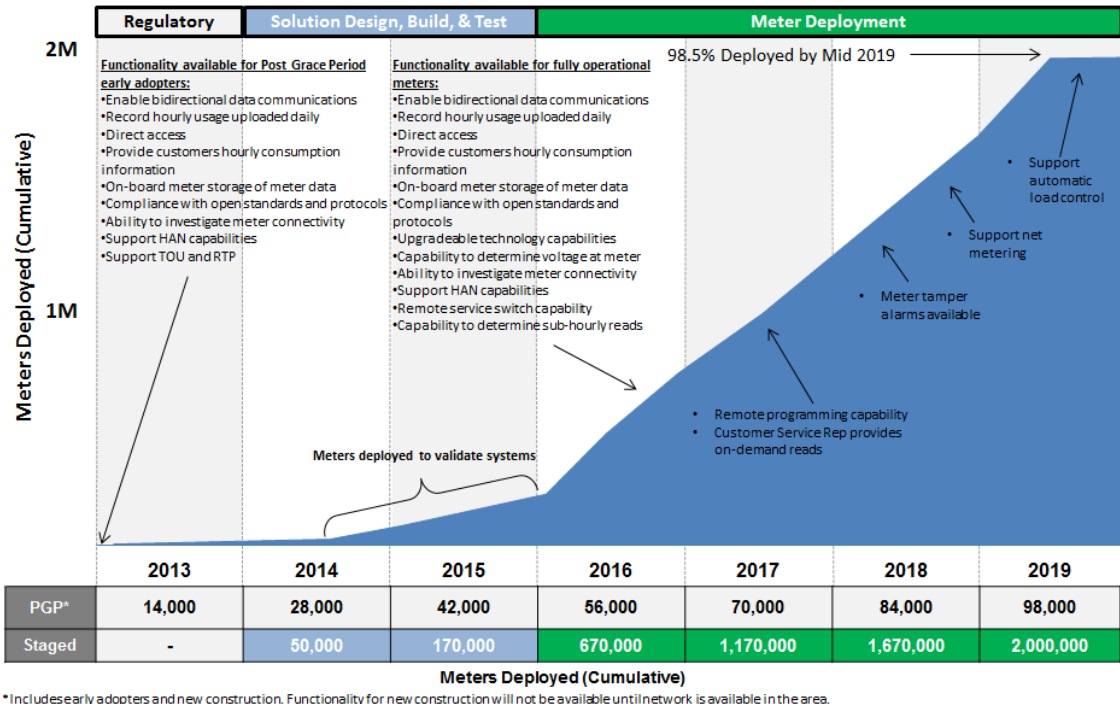 Regulatory
Solution Design, Build, & Test
Meter Deployment
2M
98.5% Deployed by Mid 2019
Functionality available for Post Grace Period
early adopters:
•Enable bidirectional data communications
•Record hourly usage uploaded daily
•Direct access
•Provide customers hourly consumption
information
•On-board meter storage of meter data
•Compliance with open standards and protocols
•Ability to investigate meter connectivity
•Support HAN capabilities
•Support TOU and RTP
Functionality available for fully operational
meters:
•Enable bidirectional data communications
•Record hourly usage uploaded daily
•Direct access
•Provide customers hourly consumption
information
•On-board meter storage of meter data
•Compliance with open standards and
protocols
•Upgradeable technology capabilities
•Capability to determine voltage at meter
•Ability to investigate meter connectivity
•Support HAN capabilities
•Remote service switch capability
•Capability to determine sub-hourly reads
• Support
automatic
load control
• Support net
metering
• Meter tamper
alarms available
• Remote programming capability
• Customer Service Rep provides
on-demand reads
Meters Deployed (Cumulative)
1M
Meters deployed to validate systems
2013 2014 2015 2016 2017 2018 2019
PGP* 14,000 28,000 42,000 56,000 70,000 84,000 98,000
Staged - 50,000 170,000 670,000 1,170,000 1,670,000 2,000,000
Meters Deployed (Cumulative)
*Includes early adopters and new construction. Functionality for new construction will not be available until network is available in the area.